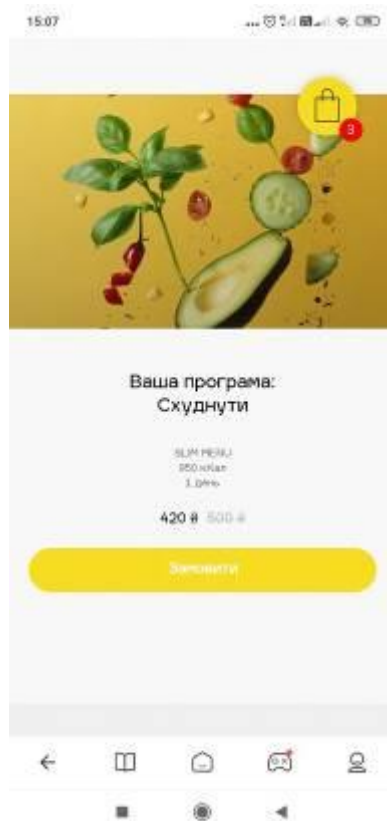 15:07
3
Ваша програма:
Схуднути
SLIM MENU
950 кКал
1 день
420 ₴ 500 ₴
Замовити